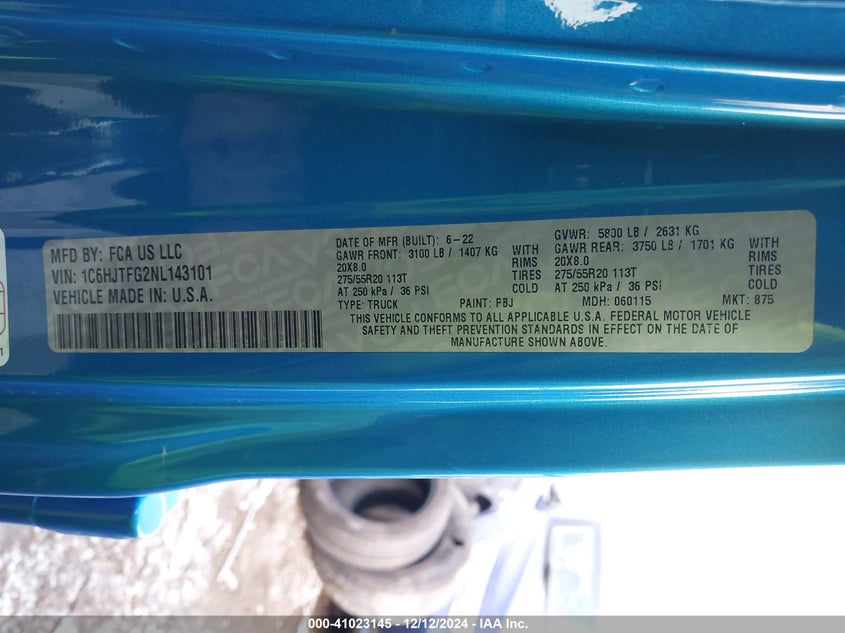 MFD BY: FCA US LLC
VIN: 1C6HJTFG2NL143101
VEHICLE MADE IN U.S.A.
DATE OF MFR (BUILT): 6-22
GAWR FRONT: 3100 LB / 1407 KG WITH
20X8.0 RIMS
275/55R20 113T TIRES
AT 250 kPa / 36 PSI COLD
TYPE: TRUCK PAINT: PBJ
GVWR: 5800 LB / 2631 KG
GAWR REAR: 3750 LB / 1701 KG WITH
20X8.0 RIMS
275/55R20 113T TIRES
AT 250 kPa / 36 PSI COLD
MDH: 060115 MKT: 875
THIS VEHICLE CONFORMS TO ALL APPLICABLE U.S.A. FEDERAL MOTOR VEHICLE
SAFETY AND THEFT PREVENTION STANDARDS IN EFFECT ON THE DATE OF
MANUFACTURE SHOWN ABOVE.
000-41023145 - 12/12/2024 - IAA Inc.